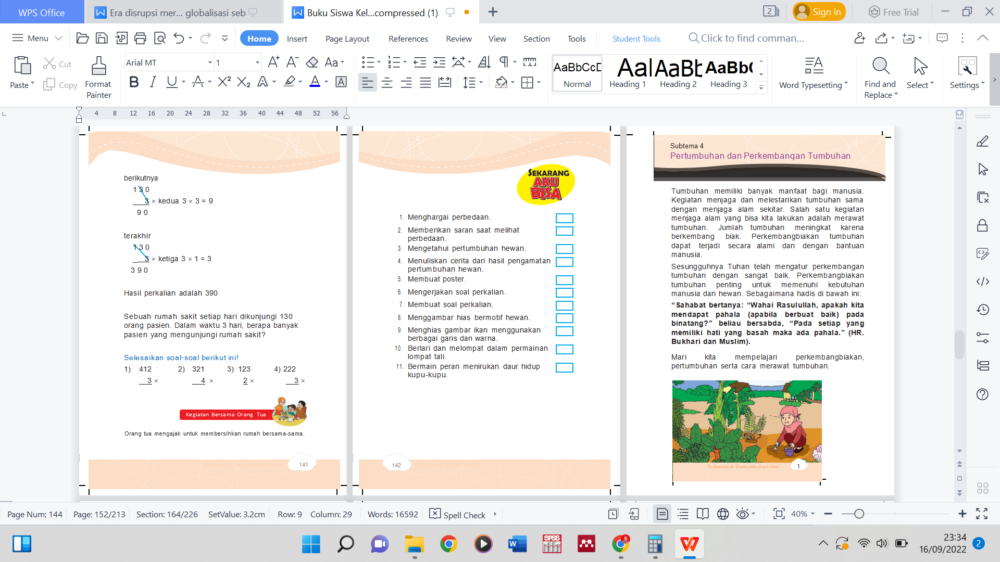 WPS Office
Era disrupsi mer... globalisasi seb
Buku Siswa Kel...compressed (1)
2
Sign in
Free Trial
Menu
Home
Insert
Page Layout
References
Review
View
Section
Tools
Student Tools
Click to find comman...
Paste
Cut
Copy
Format
Painter
Arial MT
1
AaBbCcD
Normal
AaI
Heading 1
AaBb
Heading 2
AaBbC
Heading 3
Word Typesetting
Find and
Replace
Select
Settings
4 8 12 16 20 24 28 32 36 40 44 48 52 56
berikutnya
1 3 0
3 × kedua 3 × 3 = 9
9 0
terakhir
1 3 0
3 × ketiga 3 × 1 = 3
3 9 0
Hasil perkalian adalah 390
Sebuah rumah sakit setiap hari dikunjungi 130
orang pasien. Dalam waktu 3 hari, berapa banyak
pasien yang mengunjungi rumah sakit?
Selesaikan soal-soal berikut ini!
1) 412 2) 321 3) 123 4) 222
3 × 4 × 2 × 3 ×
Kegiatan Bersama Orang Tua
Orang tua mengajak untuk membersihkan rumah bersama-sama.
141
SEKARANG
AKU
BISA
1. Menghargai perbedaan.
2. Memberikan saran saat melihat
perbedaan.
3. Mengetahui pertumbuhan hewan.
4. Menuliskan cerita dari hasil pengamatan
pertumbuhan hewan.
5. Membuat poster.
6. Mengerjakan soal perkalian.
7. Membuat soal perkalian.
8. Menggambar hias bermotif hewan.
9. Menghias gambar ikan menggunakan
berbagai garis dan warna.
10. Berlari dan melompat dalam permainan
lompat tali.
11. Bermain peran menirukan daur hidup
kupu-kupu.
142
Subtema 4
Pertumbuhan dan Perkembangan Tumbuhan
Tumbuhan memiliki banyak manfaat bagi manusia.
Kegiatan menjaga dan melestarikan tumbuhan sama
dengan menjaga alam sekitar. Salah satu kegiatan
menjaga alam yang bisa kita lakukan adalah merawat
tumbuhan. Jumlah tumbuhan meningkat karena
berkembang biak. Perkembangbiakan tumbuhan
dapat terjadi secara alami dan dengan bantuan
manusia.
Sesungguhnya Tuhan telah mengatur perkembangan
tumbuhan dengan sangat baik. Perkembangbiakan
tumbuhan penting untuk memenuhi kebutuhan
manusia dan hewan. Sebagaimana hadis di bawah ini:
“Sahabat bertanya: “Wahai Rasulullah, apakah kita
mendapat pahala (apabila berbuat baik) pada
binatang?” beliau bersabda, “Pada setiap yang
memiliki hati yang basah maka ada pahala.” (HR.
Bukhari dan Muslim).
Mari kita mempelajari perkembangbiakan,
pertumbuhan serta cara merawat tumbuhan.
Subtema 4: Pertumbuhan dan
1
Page Num: 144
Page: 152/213
Section: 164/226
SetValue: 3.2cm
Row: 9
Column: 29
Words: 16592
Spell Check
40%
SPSS
23:34
16/09/2022
2